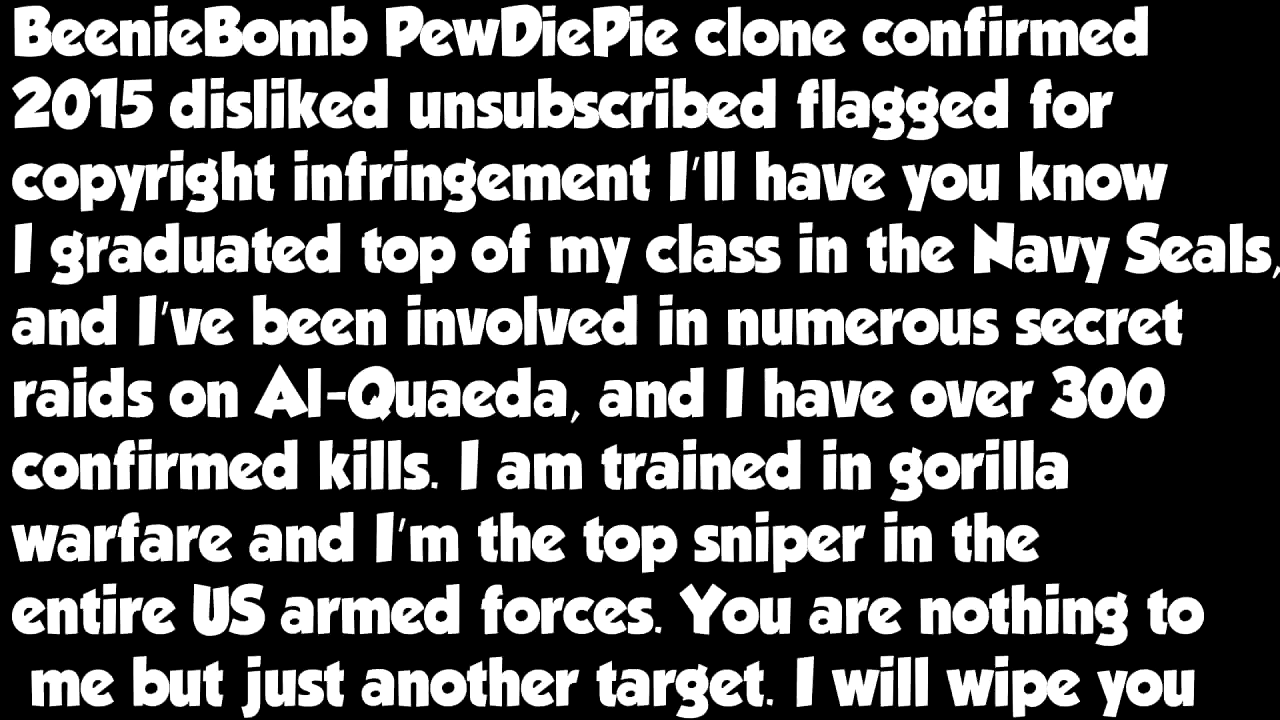 BeenieBomb PewDiePie clone confirmed
2015 disliked unsubscribed flagged for
copyright infringement I'll have you know
I graduated top of my class in the Navy Seals,
and I've been involved in numerous secret
raids on Al-Quaeda, and I have over 300
confirmed kills. I am trained in gorilla
warfare and I'm the top sniper in the
entire US armed forces. You are nothing to
me but just another target. I will wipe you